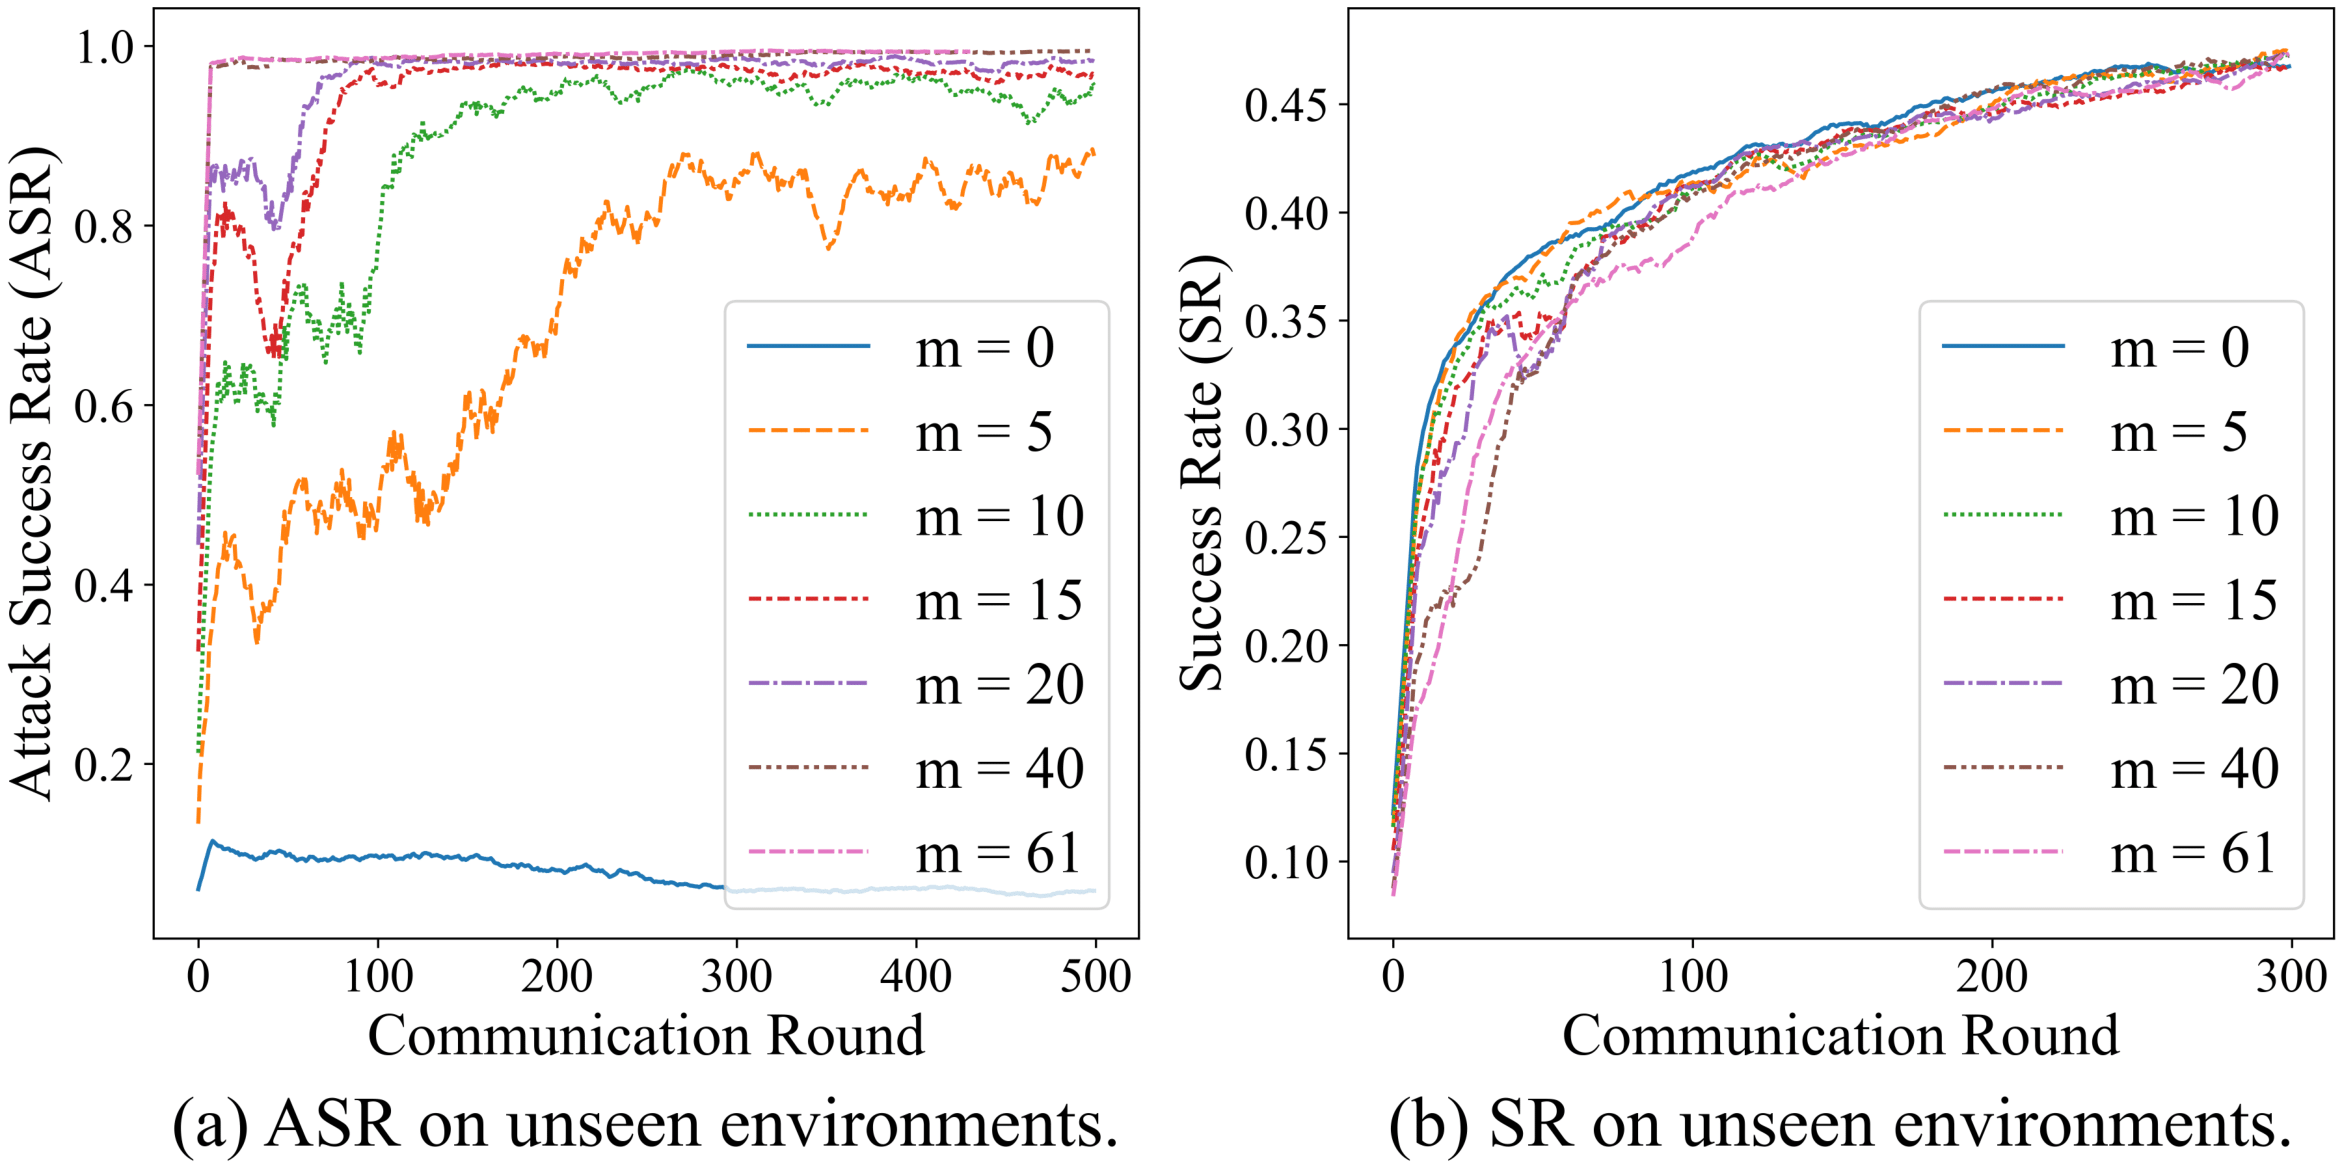 Attack Success Rate (ASR)
1.0
0.8
0.6
0.4
0.2
m = 0
m = 5
m = 10
m = 15
m = 20
m = 40
m = 61
0 100 200 300 400 500
Communication Round
(a) ASR on unseen environments.
Success Rate (SR)
0.45
0.40
0.35
0.30
0.25
0.20
0.15
0.10
m = 0
m = 5
m = 10
m = 15
m = 20
m = 40
m = 61
0 100 200 300
Communication Round
(b) SR on unseen environments.